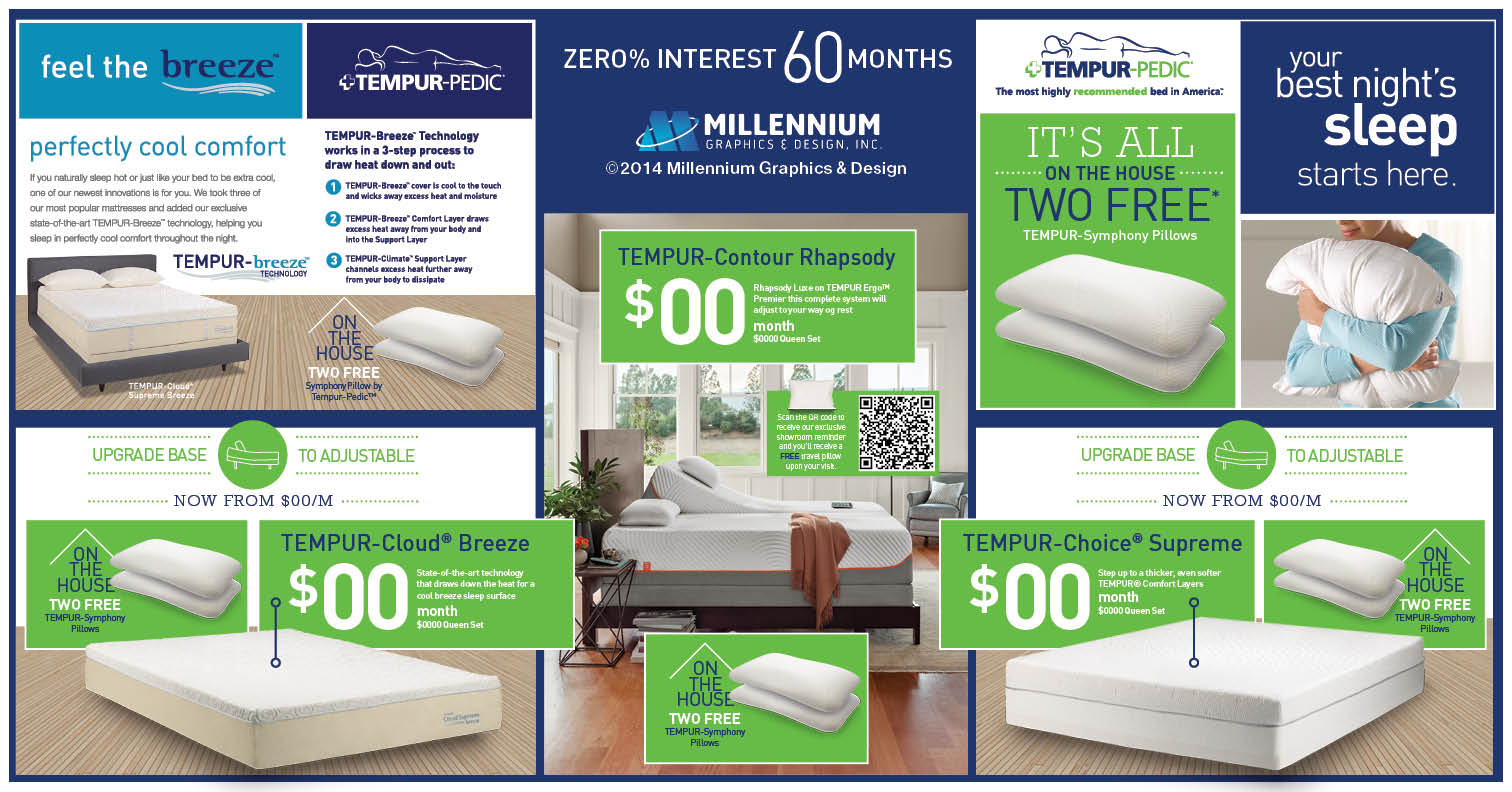 feel the breeze™
TEMPUR-PEDIC®
perfectly cool comfort
If you naturally sleep hot or just like your bed to be extra cool,
one of our newest innovations is for you. We took three of
our most popular mattresses and added our exclusive
state-of-the-art TEMPUR-Breeze™ technology, helping you
sleep in perfectly cool comfort throughout the night.
TEMPUR-breeze™
TECHNOLOGY
TEMPUR-Breeze™ Technology
works in a 3-step process to
draw heat down and out:
1 TEMPUR-Breeze™ cover is cool to the touch
and wicks away excess heat and moisture
2 TEMPUR-Breeze™ Comfort Layer draws
excess heat away from your body and
into the Support Layer
3 TEMPUR-Climate™ Support Layer
channels excess heat further away
from your body to dissipate
TEMPUR-Cloud®
Supreme Breeze
ON
THE
HOUSE
TWO FREE
Symphony Pillow by
Tempur-Pedic™
UPGRADE BASE TO ADJUSTABLE
NOW FROM $00/M
ON
THE
HOUSE
TWO FREE
TEMPUR-Symphony
Pillows
TEMPUR-Cloud® Breeze
$00
State-of-the-art technology
that draws down the heat for a
cool breeze sleep surface
month
$0000 Queen Set
Cloud Supreme
breeze
ZERO% INTEREST 60 MONTHS
MILLENNIUM
GRAPHICS & DESIGN, INC.
©2014 Millennium Graphics & Design
TEMPUR-Contour Rhapsody
$00
Rhapsody Luxe on TEMPUR Ergo™
Premier this complete system will
adjust to your way og rest
month
$0000 Queen Set
Scan the QR code to
receive our exclusive
showroom reminder
and you'll receive a
FREE travel pillow
upon your visit.
ON
THE
HOUSE
TWO FREE
TEMPUR-Symphony
Pillows
TEMPUR-PEDIC®
The most highly recommended bed in America.™
IT'S ALL
ON THE HOUSE
TWO FREE*
TEMPUR-Symphony Pillows
your
best night's
sleep
starts here.
UPGRADE BASE TO ADJUSTABLE
NOW FROM $00/M
TEMPUR-Choice® Supreme
$00
Step up to a thicker, even softer
TEMPUR® Comfort Layers
month
$0000 Queen Set
ON
THE
HOUSE
TWO FREE
TEMPUR-Symphony
Pillows